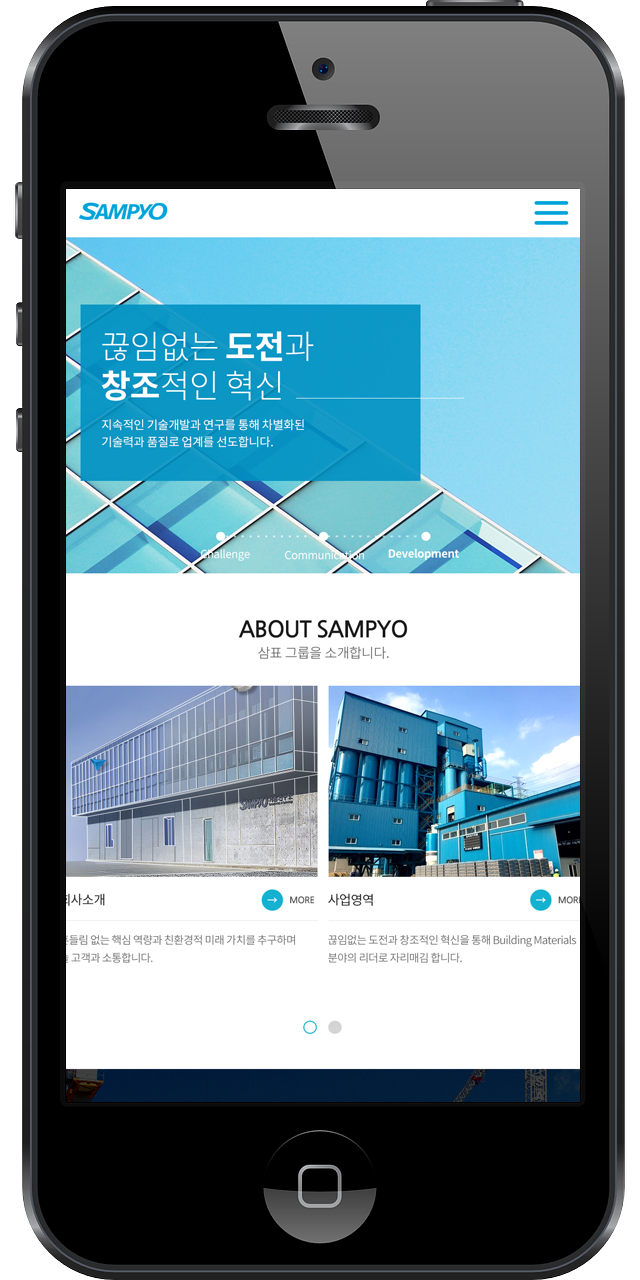 SAMPYO
끊임없는 도전과
창조적인 혁신
지속적인 기술개발과 연구를 통해 차별화된
기술력과 품질로 업계를 선도합니다.
Challenge Communication Development
ABOUT SAMPYO
삼표 그룹을 소개합니다.
SAMPYO
회사소개 MORE
사업영역 MORE
없는 핵심 역량과 친환경적 미래 가치를 추구하며
고객과 소통합니다.
끊임없는 도전과 창조적인 혁신을 통해 Building Materials
분야의 리더로 자리매김 합니다.